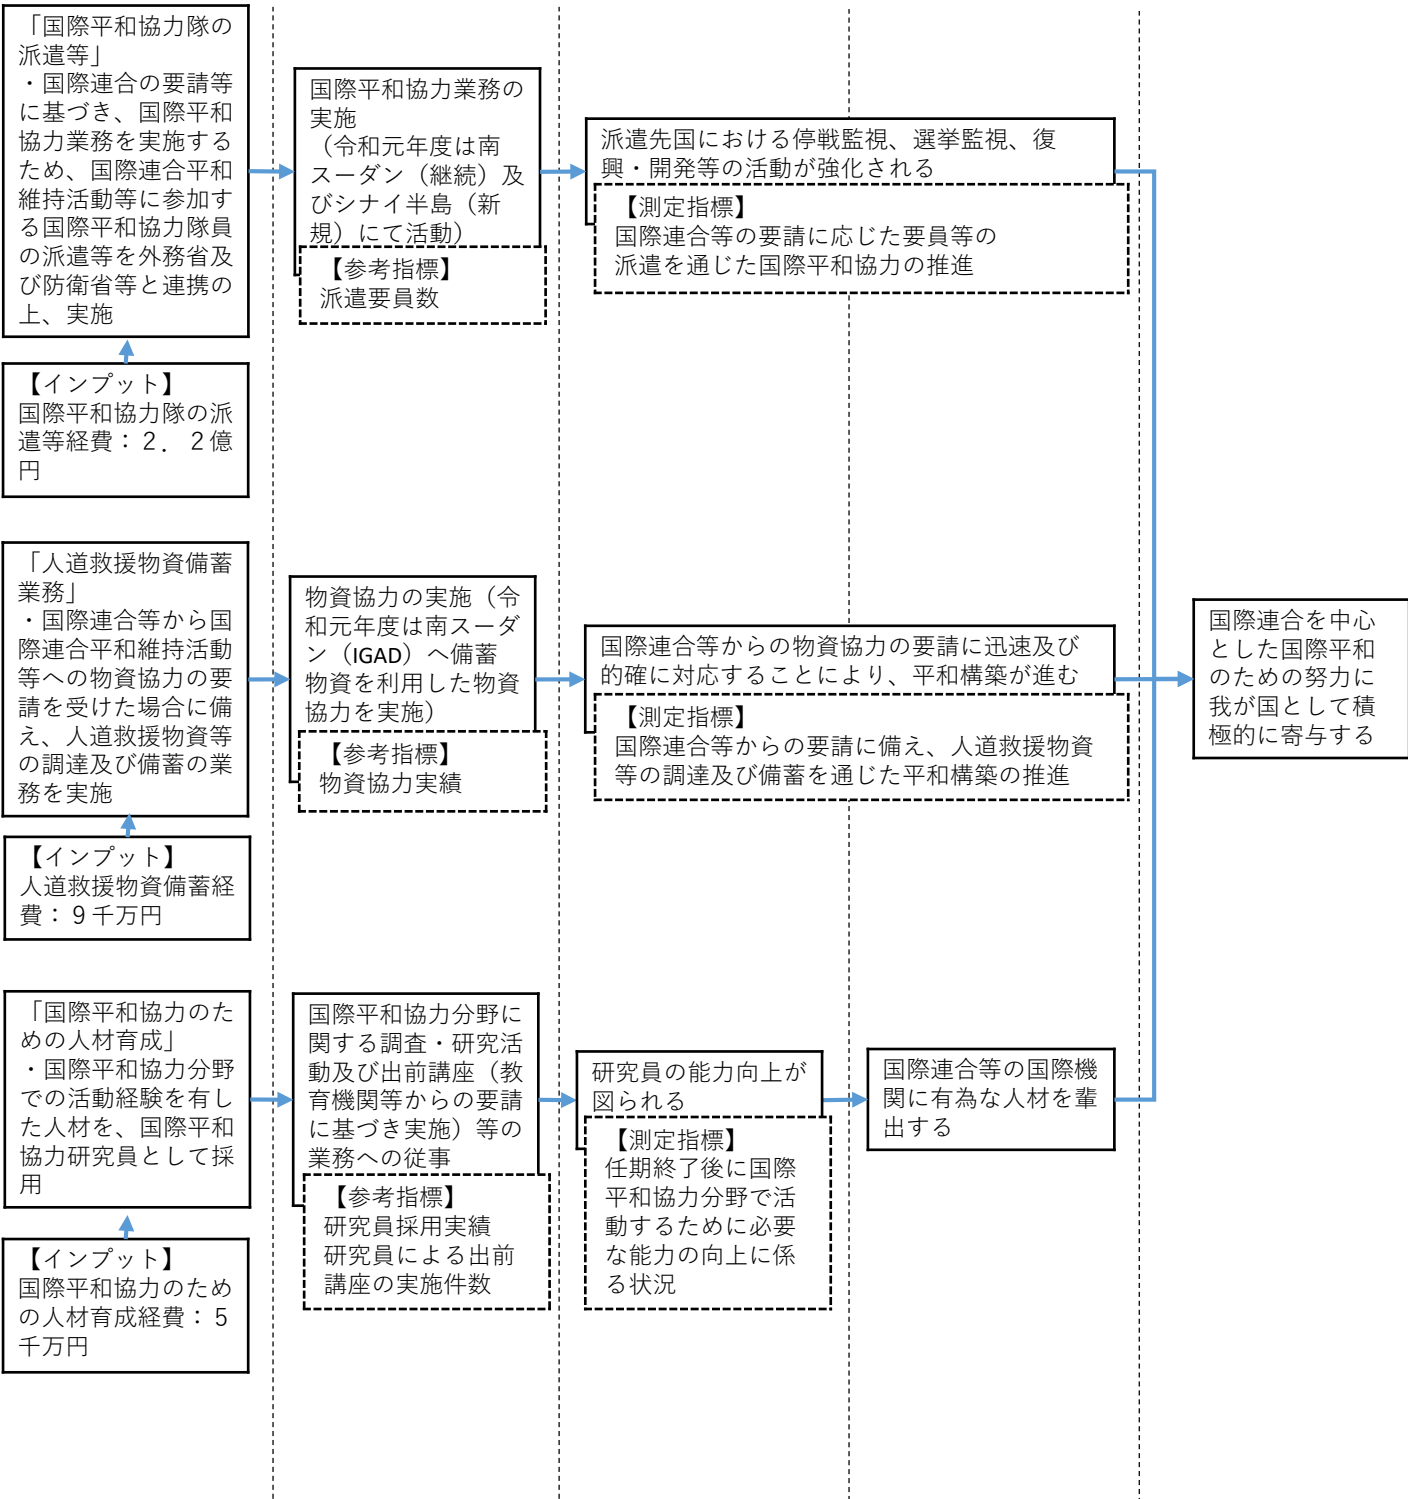 「国際平和協力隊の
派遣等」
・国際連合の要請等
に基づき、国際平和
協力業務を実施する
ため、国際連合平和
維持活動等に参加す
る国際平和協力隊員
の派遣等を外務省及
び防衛省等と連携の
上、実施
【インプット】
国際平和協力隊の派
遣等経費：２．２億
円
国際平和協力業務の
実施
（令和元年度は南
スーダン（継続）及
びシナイ半島（新
規）にて活動）
【参考指標】
派遣要員数
派遣先国における停戦監視、選挙監視、復
興・開発等の活動が強化される
【測定指標】
国際連合等の要請に応じた要員等の
派遣を通じた国際平和協力の推進
「人道救援物資備蓄
業務」
・国際連合等から国
際連合平和維持活動
等への物資協力の要
請を受けた場合に備
え、人道救援物資等
の調達及び備蓄の業
務を実施
【インプット】
人道救援物資備蓄経
費：９千万円
物資協力の実施（令
和元年度は南スーダ
ン（IGAD）へ備蓄
物資を利用した物資
協力を実施）
【参考指標】
物資協力実績
国際連合等からの物資協力の要請に迅速及び
的確に対応することにより、平和構築が進む
【測定指標】
国際連合等からの要請に備え、人道救援物資
等の調達及び備蓄を通じた平和構築の推進
国際連合を中心
とした国際平和
のための努力に
我が国として積
極的に寄与する
「国際平和協力のた
めの人材育成」
・国際平和協力分野
での活動経験を有し
た人材を、国際平和
協力研究員として採
用
【インプット】
国際平和協力のため
の人材育成経費：５
千万円
国際平和協力分野に
関する調査・研究活
動及び出前講座（教
育機関等からの要請
に基づき実施）等の
業務への従事
【参考指標】
研究員採用実績
研究員による出前
講座の実施件数
研究員の能力向上が
図られる
【測定指標】
任期終了後に国際
平和協力分野で活
動するために必要
な能力の向上に係
る状況
国際連合等の国際機
関に有為な人材を輩
出する